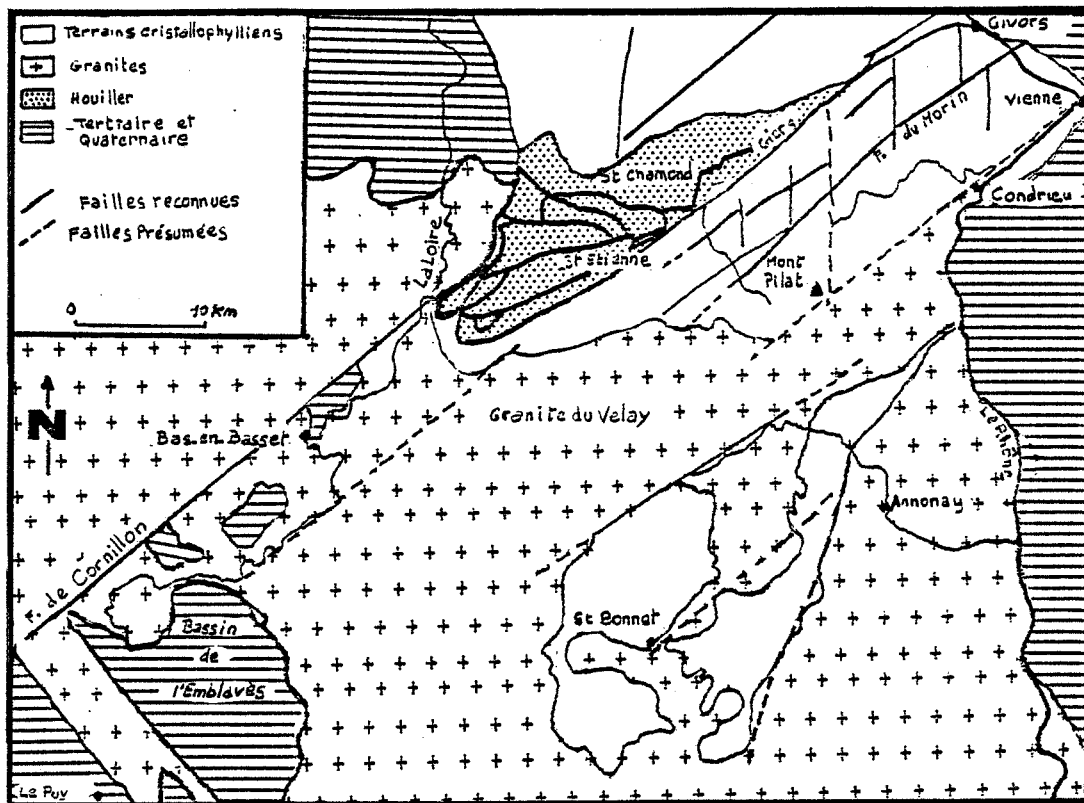 Terrains cristallophylliens
Granites
Houiller
Tertiaire et
Quaternaire
Failles reconnues
Failles Présumées
0 10 Km
N
Givors
Vienne
Giers
F. du Morin
St Chamond
Condrieu
La Loire
St Etienne
Mont
Pilat
Granite du Velay
Bas en Basset
Le Rhône
Annonay
F. de Cornillon
St Bonnet
Bassin
de
l'Emblavès
Le Puy